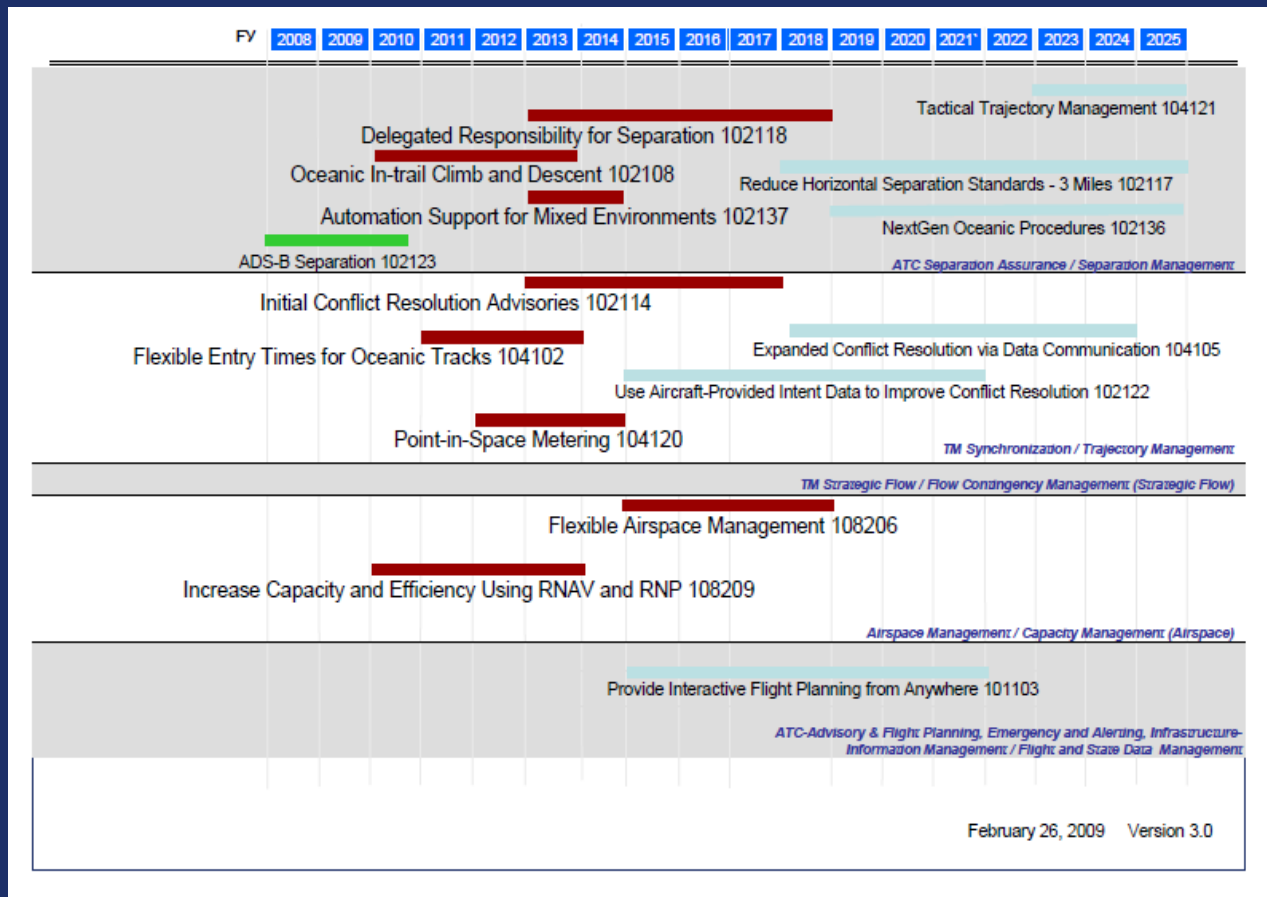 FY 2008 2009 2010 2011 2012 2013 2014 2015 2016 2017 2018 2019 2020 2021* 2022 2023 2024 2025
Tactical Trajectory Management 104121
Delegated Responsibility for Separation 102118
Oceanic In-trail Climb and Descent 102108
Reduce Horizontal Separation Standards - 3 Miles 102117
Automation Support for Mixed Environments 102137
NextGen Oceanic Procedures 102136
ADS-B Separation 102123
ATC Separation Assurance / Separation Management
Initial Conflict Resolution Advisories 102114
Flexible Entry Times for Oceanic Tracks 104102
Expanded Conflict Resolution via Data Communication 104105
Use Aircraft-Provided Intent Data to Improve Conflict Resolution 102122
Point-in-Space Metering 104120
TM Synchronization / Trajectory Management
TM Strategic Flow / Flow Contingency Management (Strategic Flow)
Flexible Airspace Management 108206
Increase Capacity and Efficiency Using RNAV and RNP 108209
Airspace Management / Capacity Management (Airspace)
Provide Interactive Flight Planning from Anywhere 101103
ATC-Advisory & Flight Planning, Emergency and Alerting, Infrastructure-
Information Management / Flight and State Data Management
February 26, 2009 Version 3.0